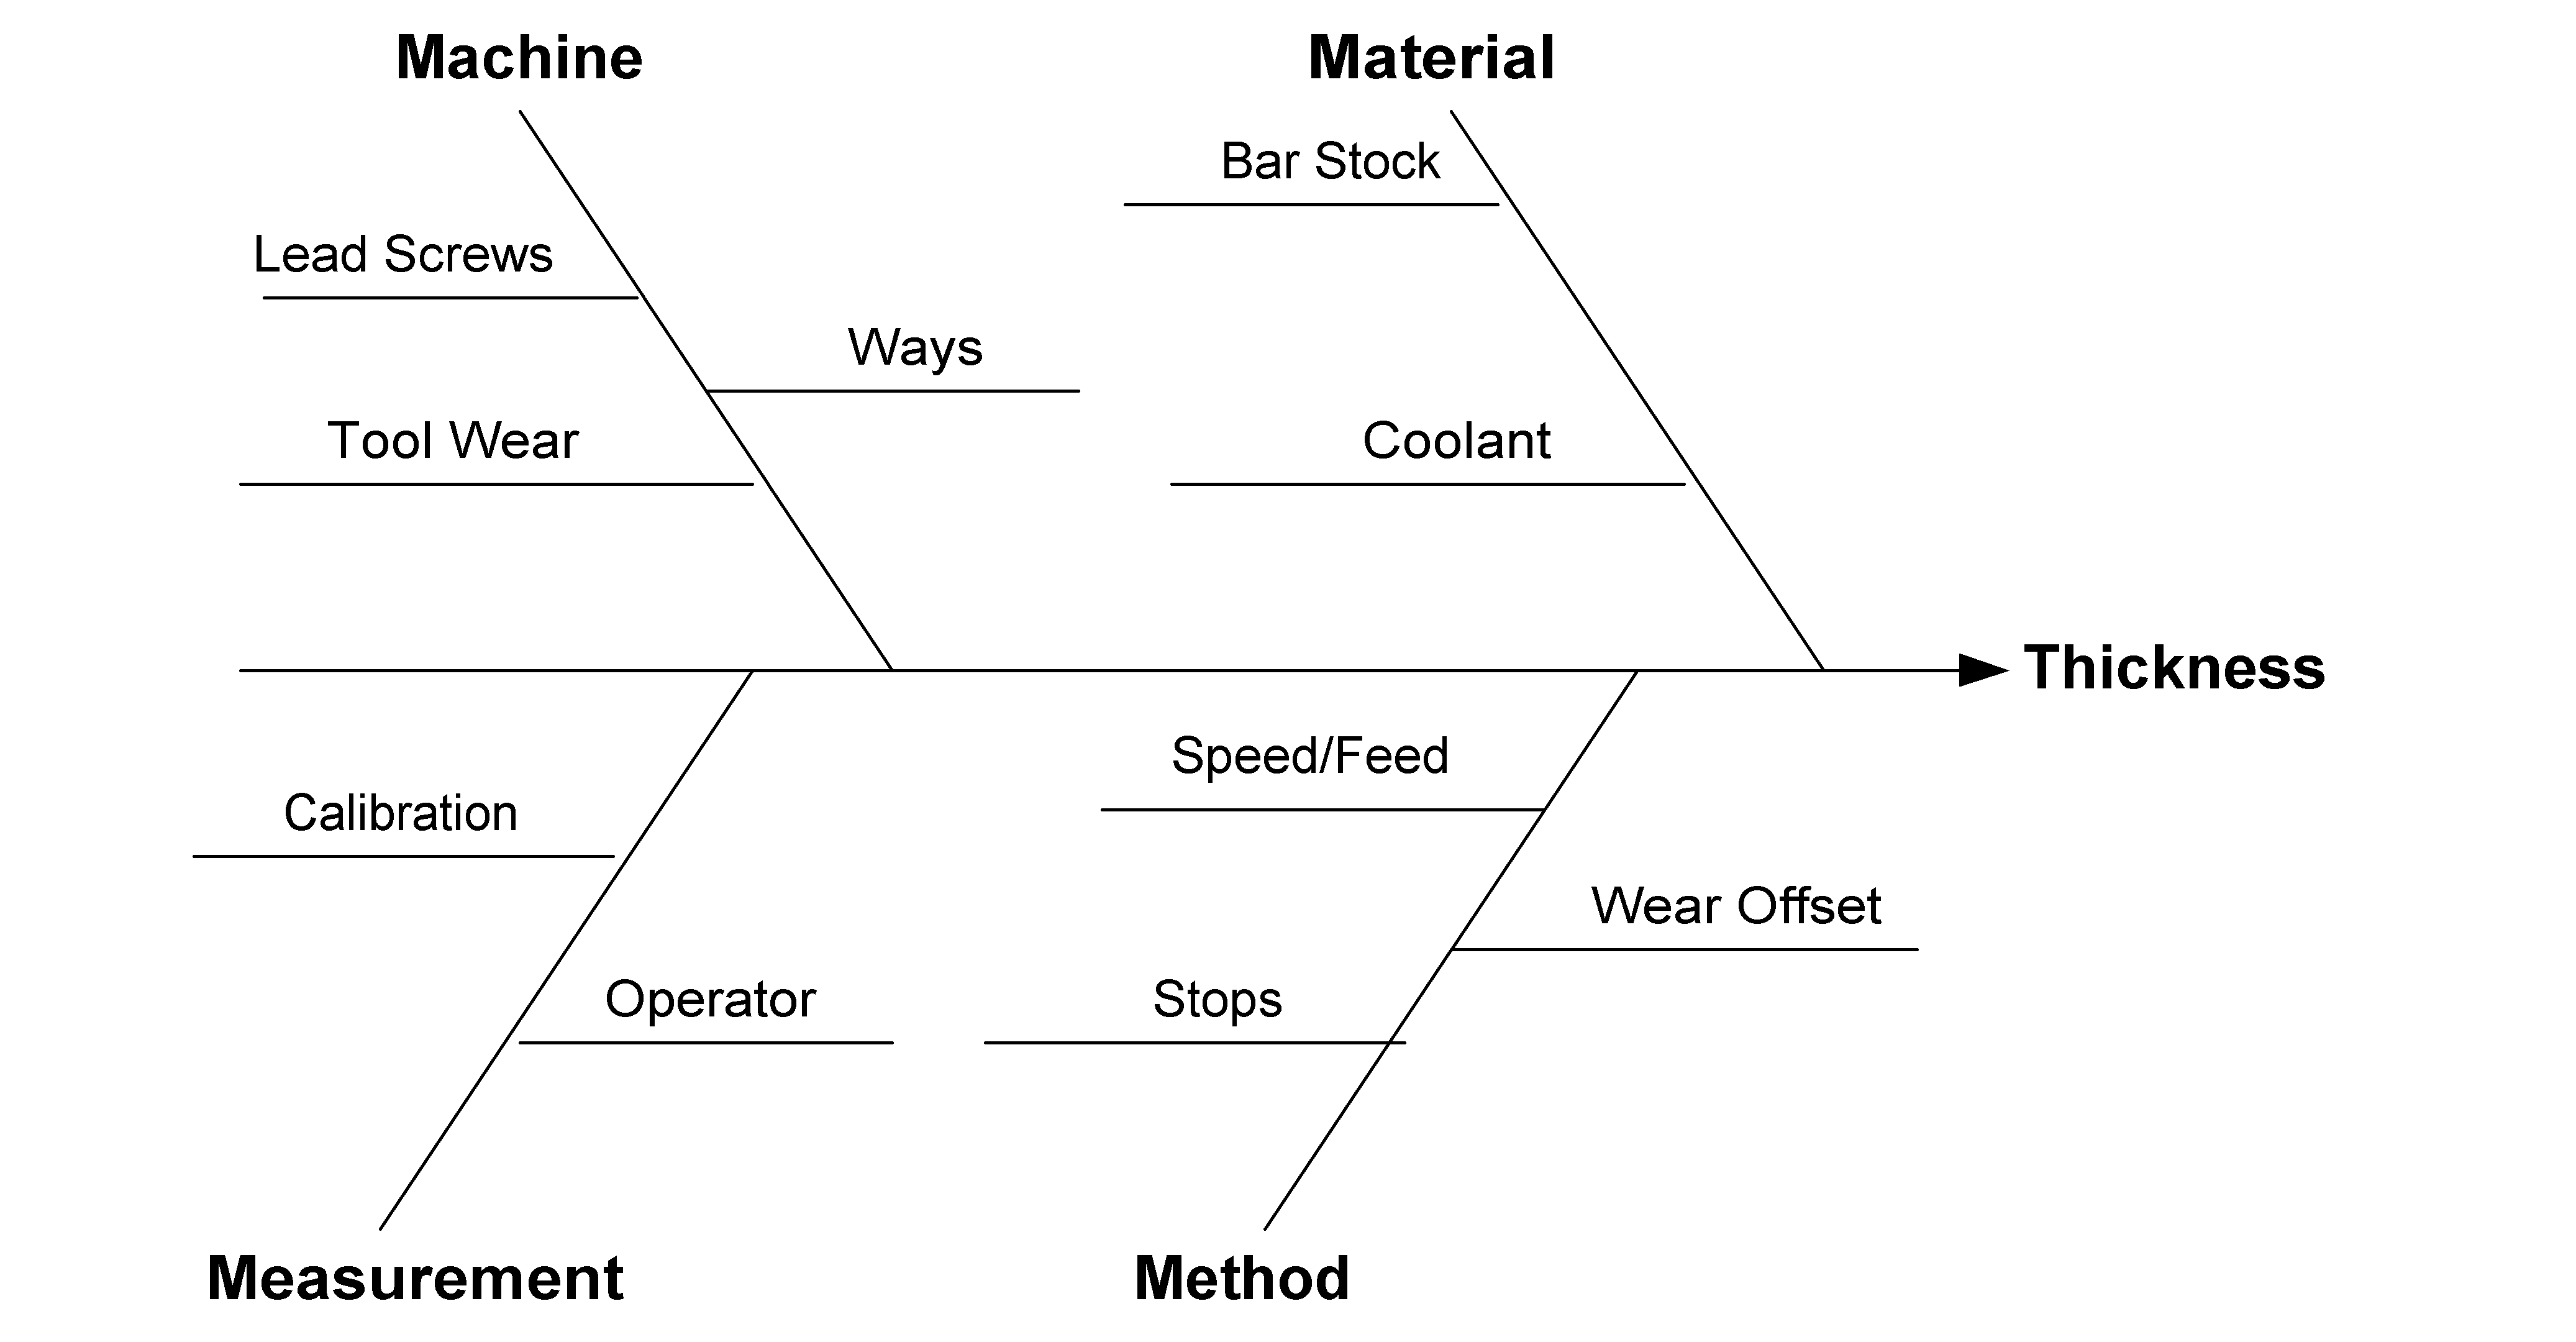 Machine
Material
Bar Stock
Lead Screws
Ways
Tool Wear
Coolant
Thickness
Speed/Feed
Calibration
Wear Offset
Operator
Stops
Measurement
Method